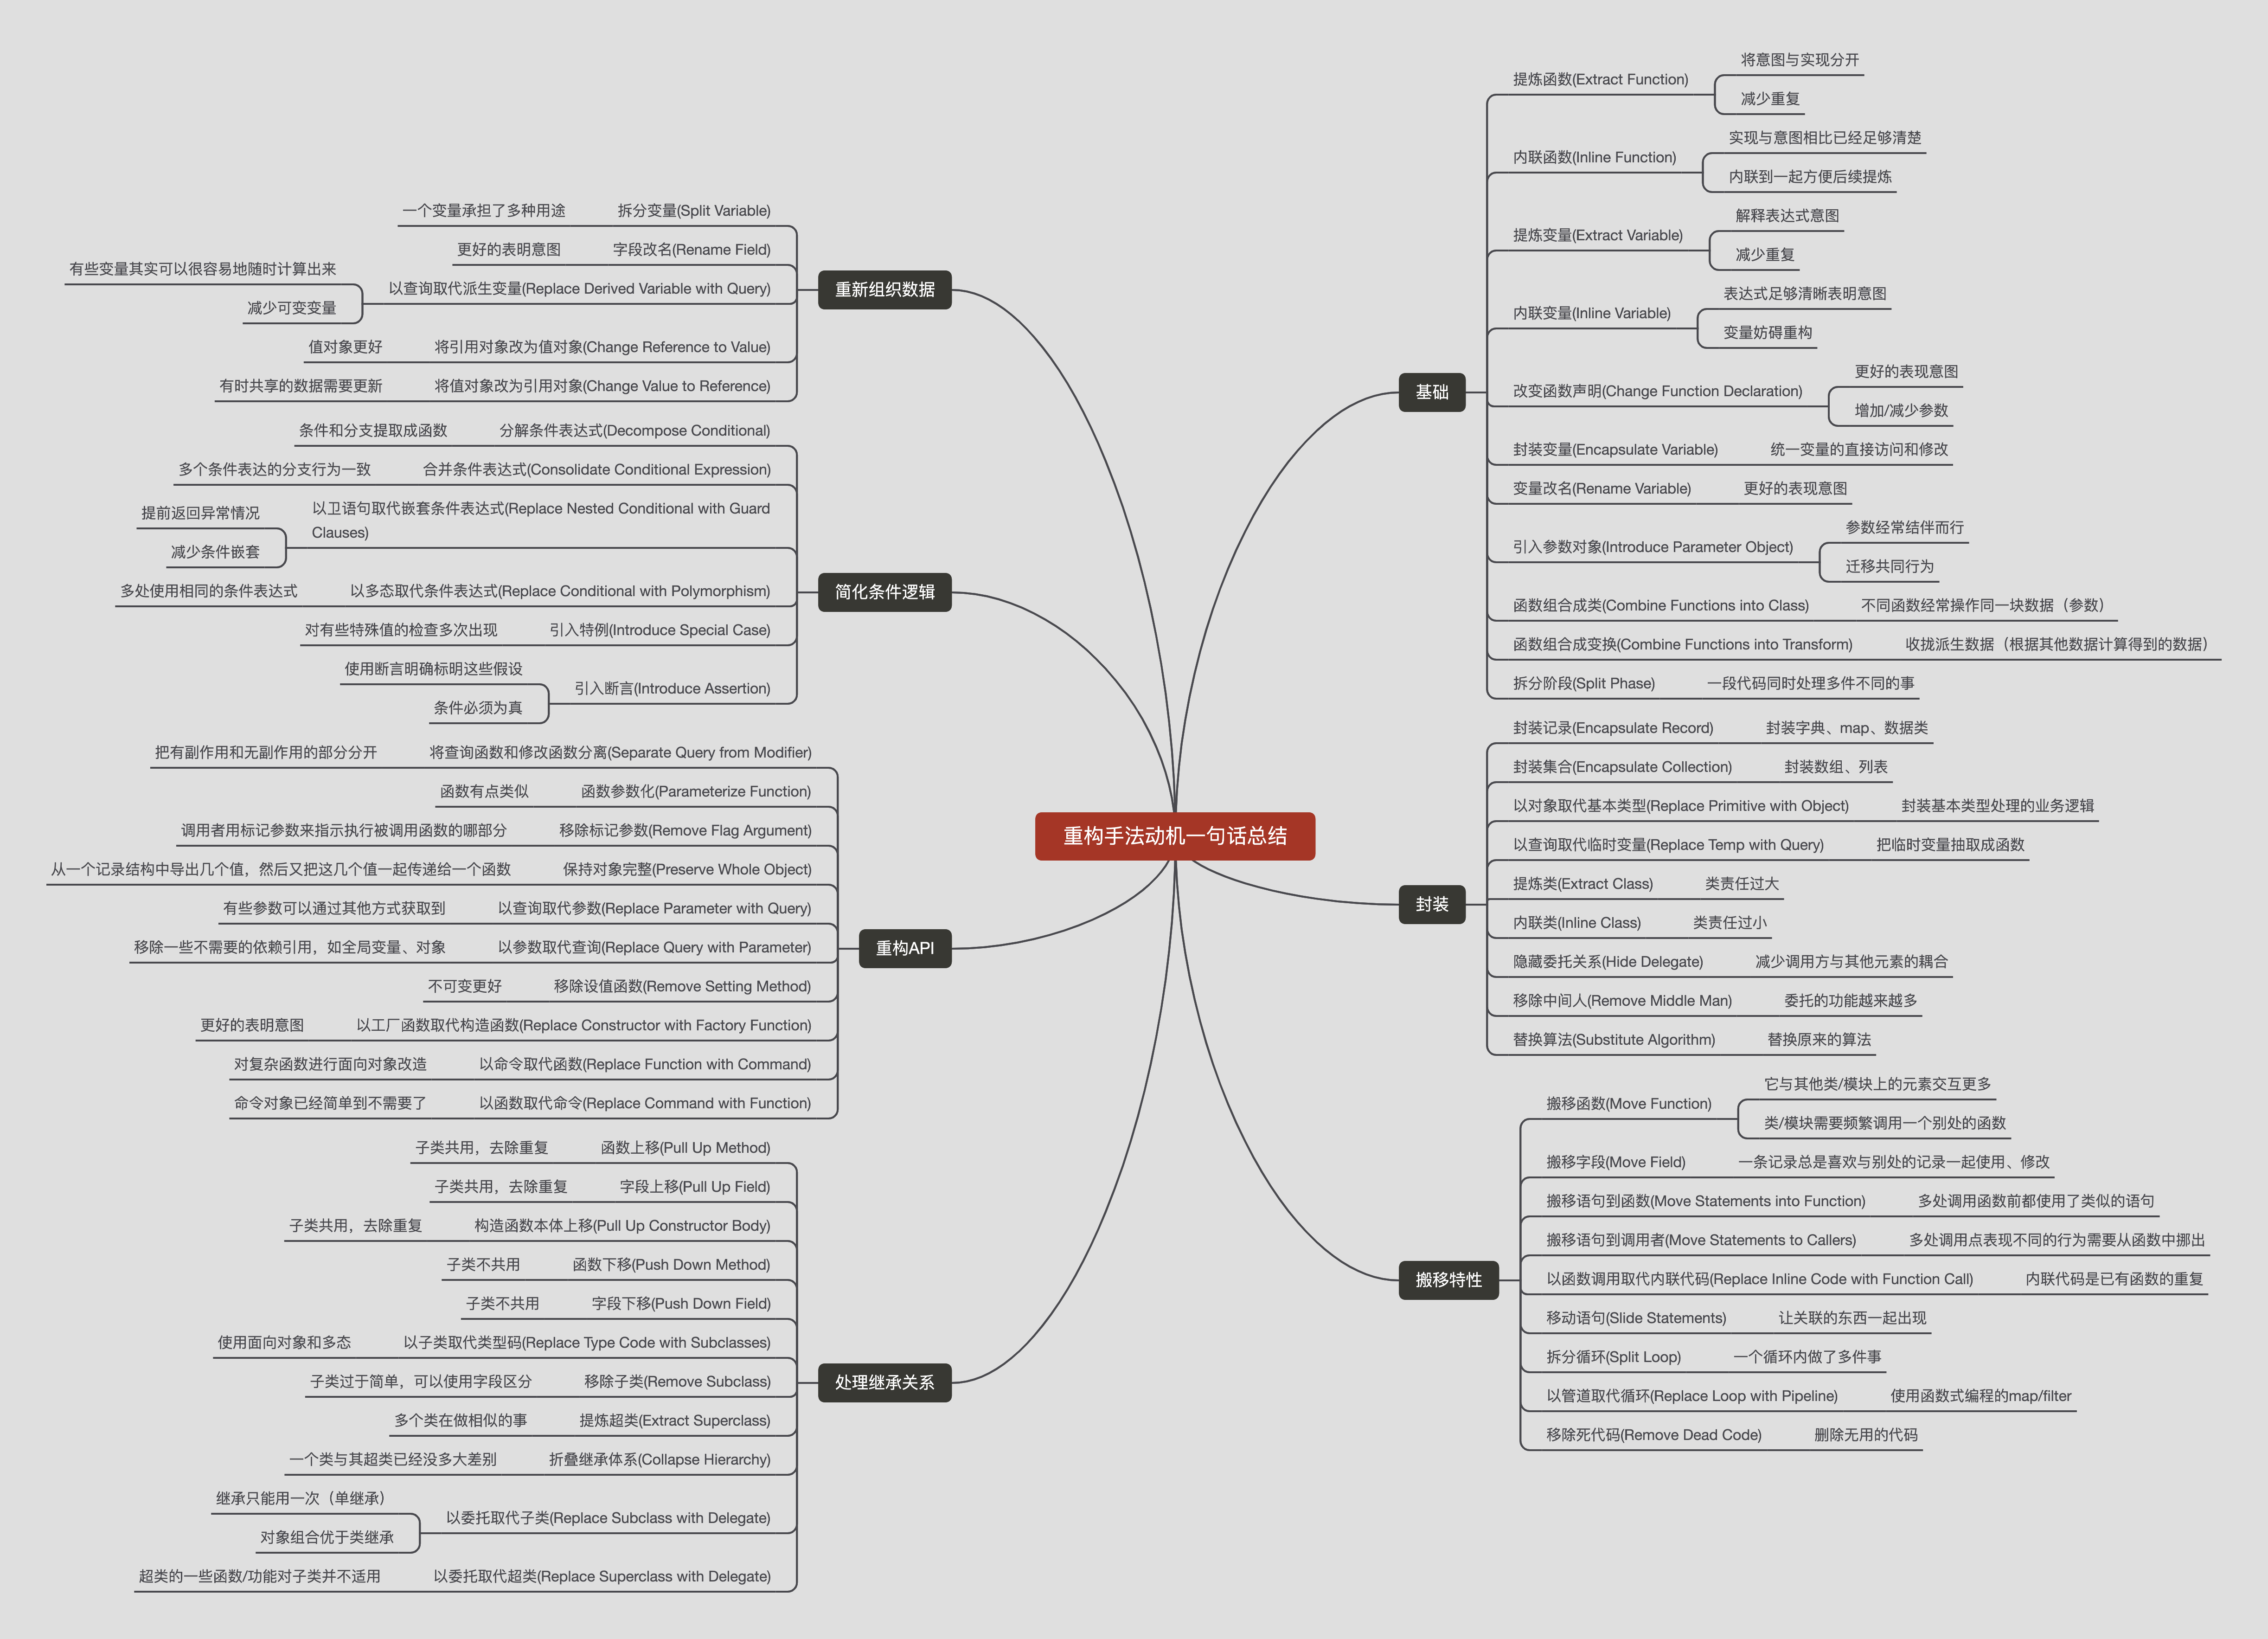 重构手法动机一句话总结
基础
提炼函数(Extract Function)
将意图与实现分开
减少重复
内联函数(Inline Function)
实现与意图相比已经足够清楚
内联到一起方便后续提炼
提炼变量(Extract Variable)
解释表达式意图
减少重复
内联变量(Inline Variable)
表达式足够清晰表明意图
变量妨碍重构
改变函数声明(Change Function Declaration)
更好的表现意图
增加/减少参数
封装变量(Encapsulate Variable)
统一变量的直接访问和修改
变量改名(Rename Variable)
更好的表现意图
引入参数对象(Introduce Parameter Object)
参数经常结伴而行
迁移共同行为
函数组合成类(Combine Functions into Class)
不同函数经常操作同一块数据（参数）
函数组合成变换(Combine Functions into Transform)
收拢派生数据（根据其他数据计算得到的数据）
拆分阶段(Split Phase)
一段代码同时处理多件不同的事
封装
封装记录(Encapsulate Record)
封装字典、map、数据类
封装集合(Encapsulate Collection)
封装数组、列表
以对象取代基本类型(Replace Primitive with Object)
封装基本类型处理的业务逻辑
以查询取代临时变量(Replace Temp with Query)
把临时变量抽取成函数
提炼类(Extract Class)
类责任过大
内联类(Inline Class)
类责任过小
隐藏委托关系(Hide Delegate)
减少调用方与其他元素的耦合
移除中间人(Remove Middle Man)
委托的功能越来越多
替换算法(Substitute Algorithm)
替换原来的算法
搬移特性
搬移函数(Move Function)
它与其他类/模块上的元素交互更多
类/模块需要频繁调用一个别处的函数
搬移字段(Move Field)
一条记录总是喜欢与别处的记录一起使用、修改
搬移语句到函数(Move Statements into Function)
多处调用函数前都使用了类似的语句
搬移语句到调用者(Move Statements to Callers)
多处调用点表现不同的行为需要从函数中挪出
以函数调用取代内联代码(Replace Inline Code with Function Call)
内联代码是已有函数的重复
移动语句(Slide Statements)
让关联的东西一起出现
拆分循环(Split Loop)
一个循环内做了多件事
以管道取代循环(Replace Loop with Pipeline)
使用函数式编程的map/filter
移除死代码(Remove Dead Code)
删除无用的代码
重新组织数据
拆分变量(Split Variable)
一个变量承担了多种用途
字段改名(Rename Field)
更好的表明意图
以查询取代派生变量(Replace Derived Variable with Query)
有些变量其实可以很容易地随时计算出来
减少可变变量
将引用对象改为值对象(Change Reference to Value)
值对象更好
将值对象改为引用对象(Change Value to Reference)
有时共享的数据需要更新
简化条件逻辑
分解条件表达式(Decompose Conditional)
条件和分支提取成函数
合并条件表达式(Consolidate Conditional Expression)
多个条件表达的分支行为一致
以卫语句取代嵌套条件表达式(Replace Nested Conditional with Guard
Clauses)
提前返回异常情况
减少条件嵌套
以多态取代条件表达式(Replace Conditional with Polymorphism)
多处使用相同的条件表达式
引入特例(Introduce Special Case)
对有些特殊值的检查多次出现
引入断言(Introduce Assertion)
使用断言明确标明这些假设
条件必须为真
重构API
将查询函数和修改函数分离(Separate Query from Modifier)
把有副作用和无副作用的部分分开
函数参数化(Parameterize Function)
函数有点类似
移除标记参数(Remove Flag Argument)
调用者用标记参数来指示执行被调用函数的哪部分
保持对象完整(Preserve Whole Object)
从一个记录结构中导出几个值，然后又把这几个值一起传递给一个函数
以查询取代参数(Replace Parameter with Query)
有些参数可以通过其他方式获取到
以参数取代查询(Replace Query with Parameter)
移除一些不需要的依赖引用，如全局变量、对象
移除设值函数(Remove Setting Method)
不可变更好
以工厂函数取代构造函数(Replace Constructor with Factory Function)
更好的表明意图
以命令取代函数(Replace Function with Command)
对复杂函数进行面向对象改造
以函数取代命令(Replace Command with Function)
命令对象已经简单到不需要了
处理继承关系
函数上移(Pull Up Method)
子类共用，去除重复
字段上移(Pull Up Field)
子类共用，去除重复
构造函数本体上移(Pull Up Constructor Body)
子类共用，去除重复
函数下移(Push Down Method)
子类不共用
字段下移(Push Down Field)
子类不共用
以子类取代类型码(Replace Type Code with Subclasses)
使用面向对象和多态
移除子类(Remove Subclass)
子类过于简单，可以使用字段区分
提炼超类(Extract Superclass)
多个类在做相似的事
折叠继承体系(Collapse Hierarchy)
一个类与其超类已经没多大差别
以委托取代子类(Replace Subclass with Delegate)
继承只能用一次（单继承）
对象组合优于类继承
以委托取代超类(Replace Superclass with Delegate)
超类的一些函数/功能对子类并不适用